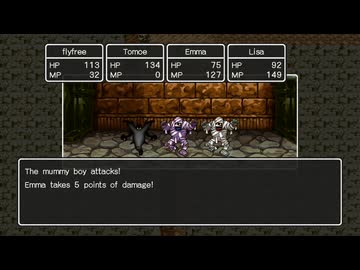 flyfree Tomoe Emma Lisa
HP 113 HP 134 HP 75 HP 92
MP 32 MP 0 MP 127 MP 149
The mummy boy attacks!
Emma takes 5 points of damage!